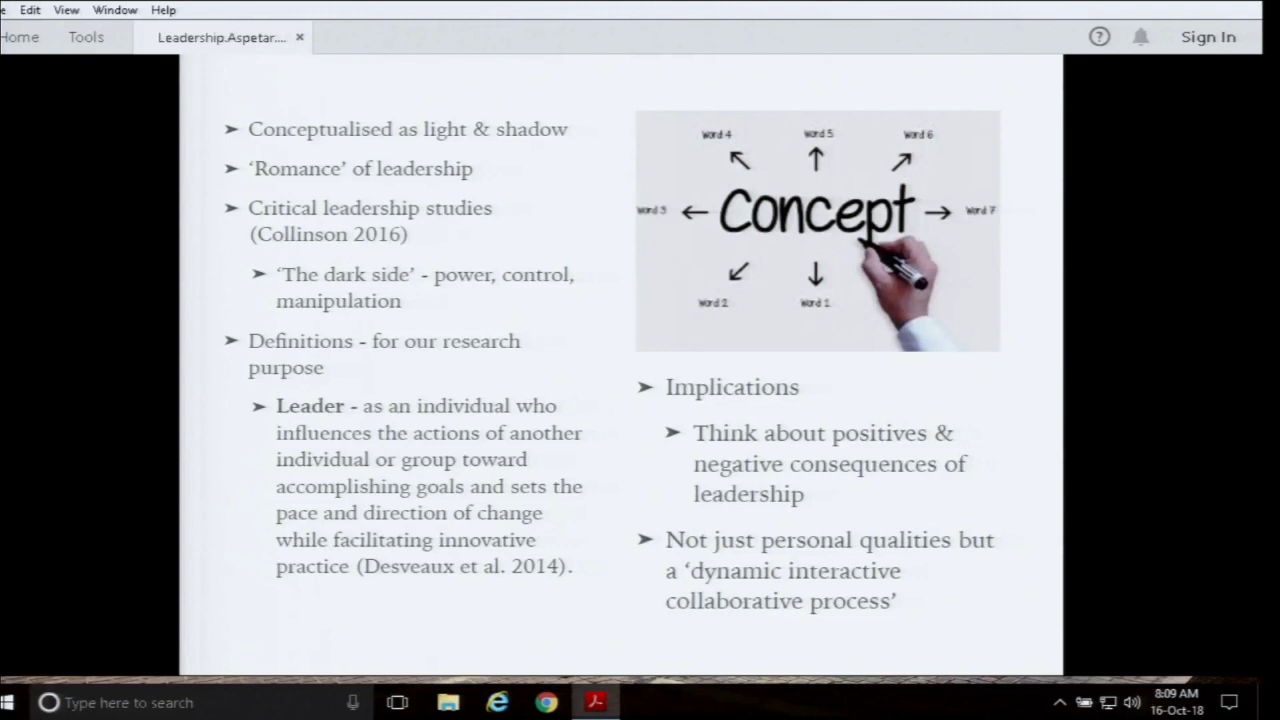 Edit View Window Help
Home Tools Leadership.Aspetar.... × ? Sign In
➤ Conceptualised as light & shadow
➤ ‘Romance’ of leadership
➤ Critical leadership studies
(Collinson 2016)
➤ ‘The dark side’ - power, control,
manipulation
➤ Definitions - for our research
purpose
➤ Leader - as an individual who
influences the actions of another
individual or group toward
accomplishing goals and sets the
pace and direction of change
while facilitating innovative
practice (Desveaux et al. 2014).
Word 4 Word 5 Word 6
Word 3 Concept Word 7
Word 2 Word 1
➤ Implications
➤ Think about positives &
negative consequences of
leadership
➤ Not just personal qualities but
a ‘dynamic interactive
collaborative process’
Type here to search
8:09 AM
16-Oct-18